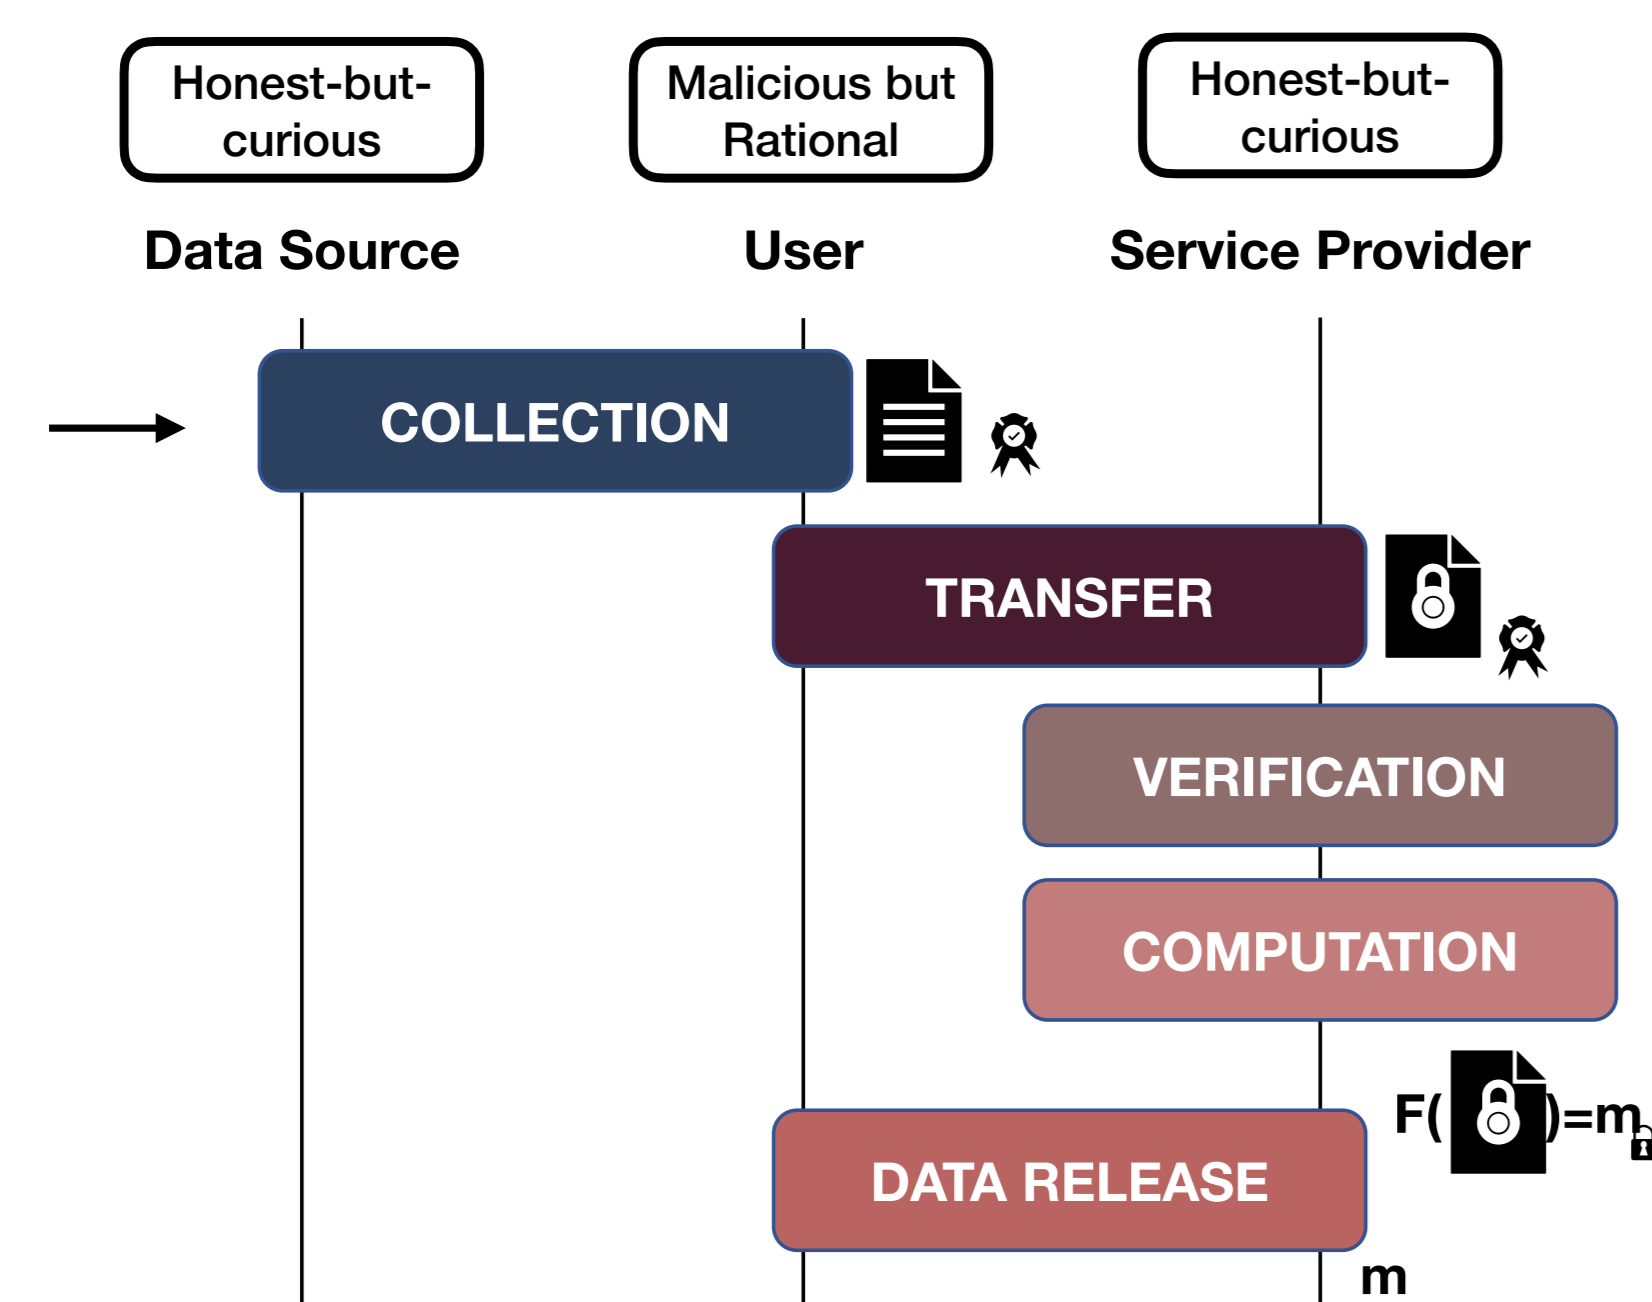 Honest-but-
curious
Malicious but
Rational
Honest-but-
curious
Data Source
User
Service Provider
COLLECTION
TRANSFER
VERIFICATION
COMPUTATION
F( )=m
DATA RELEASE
m